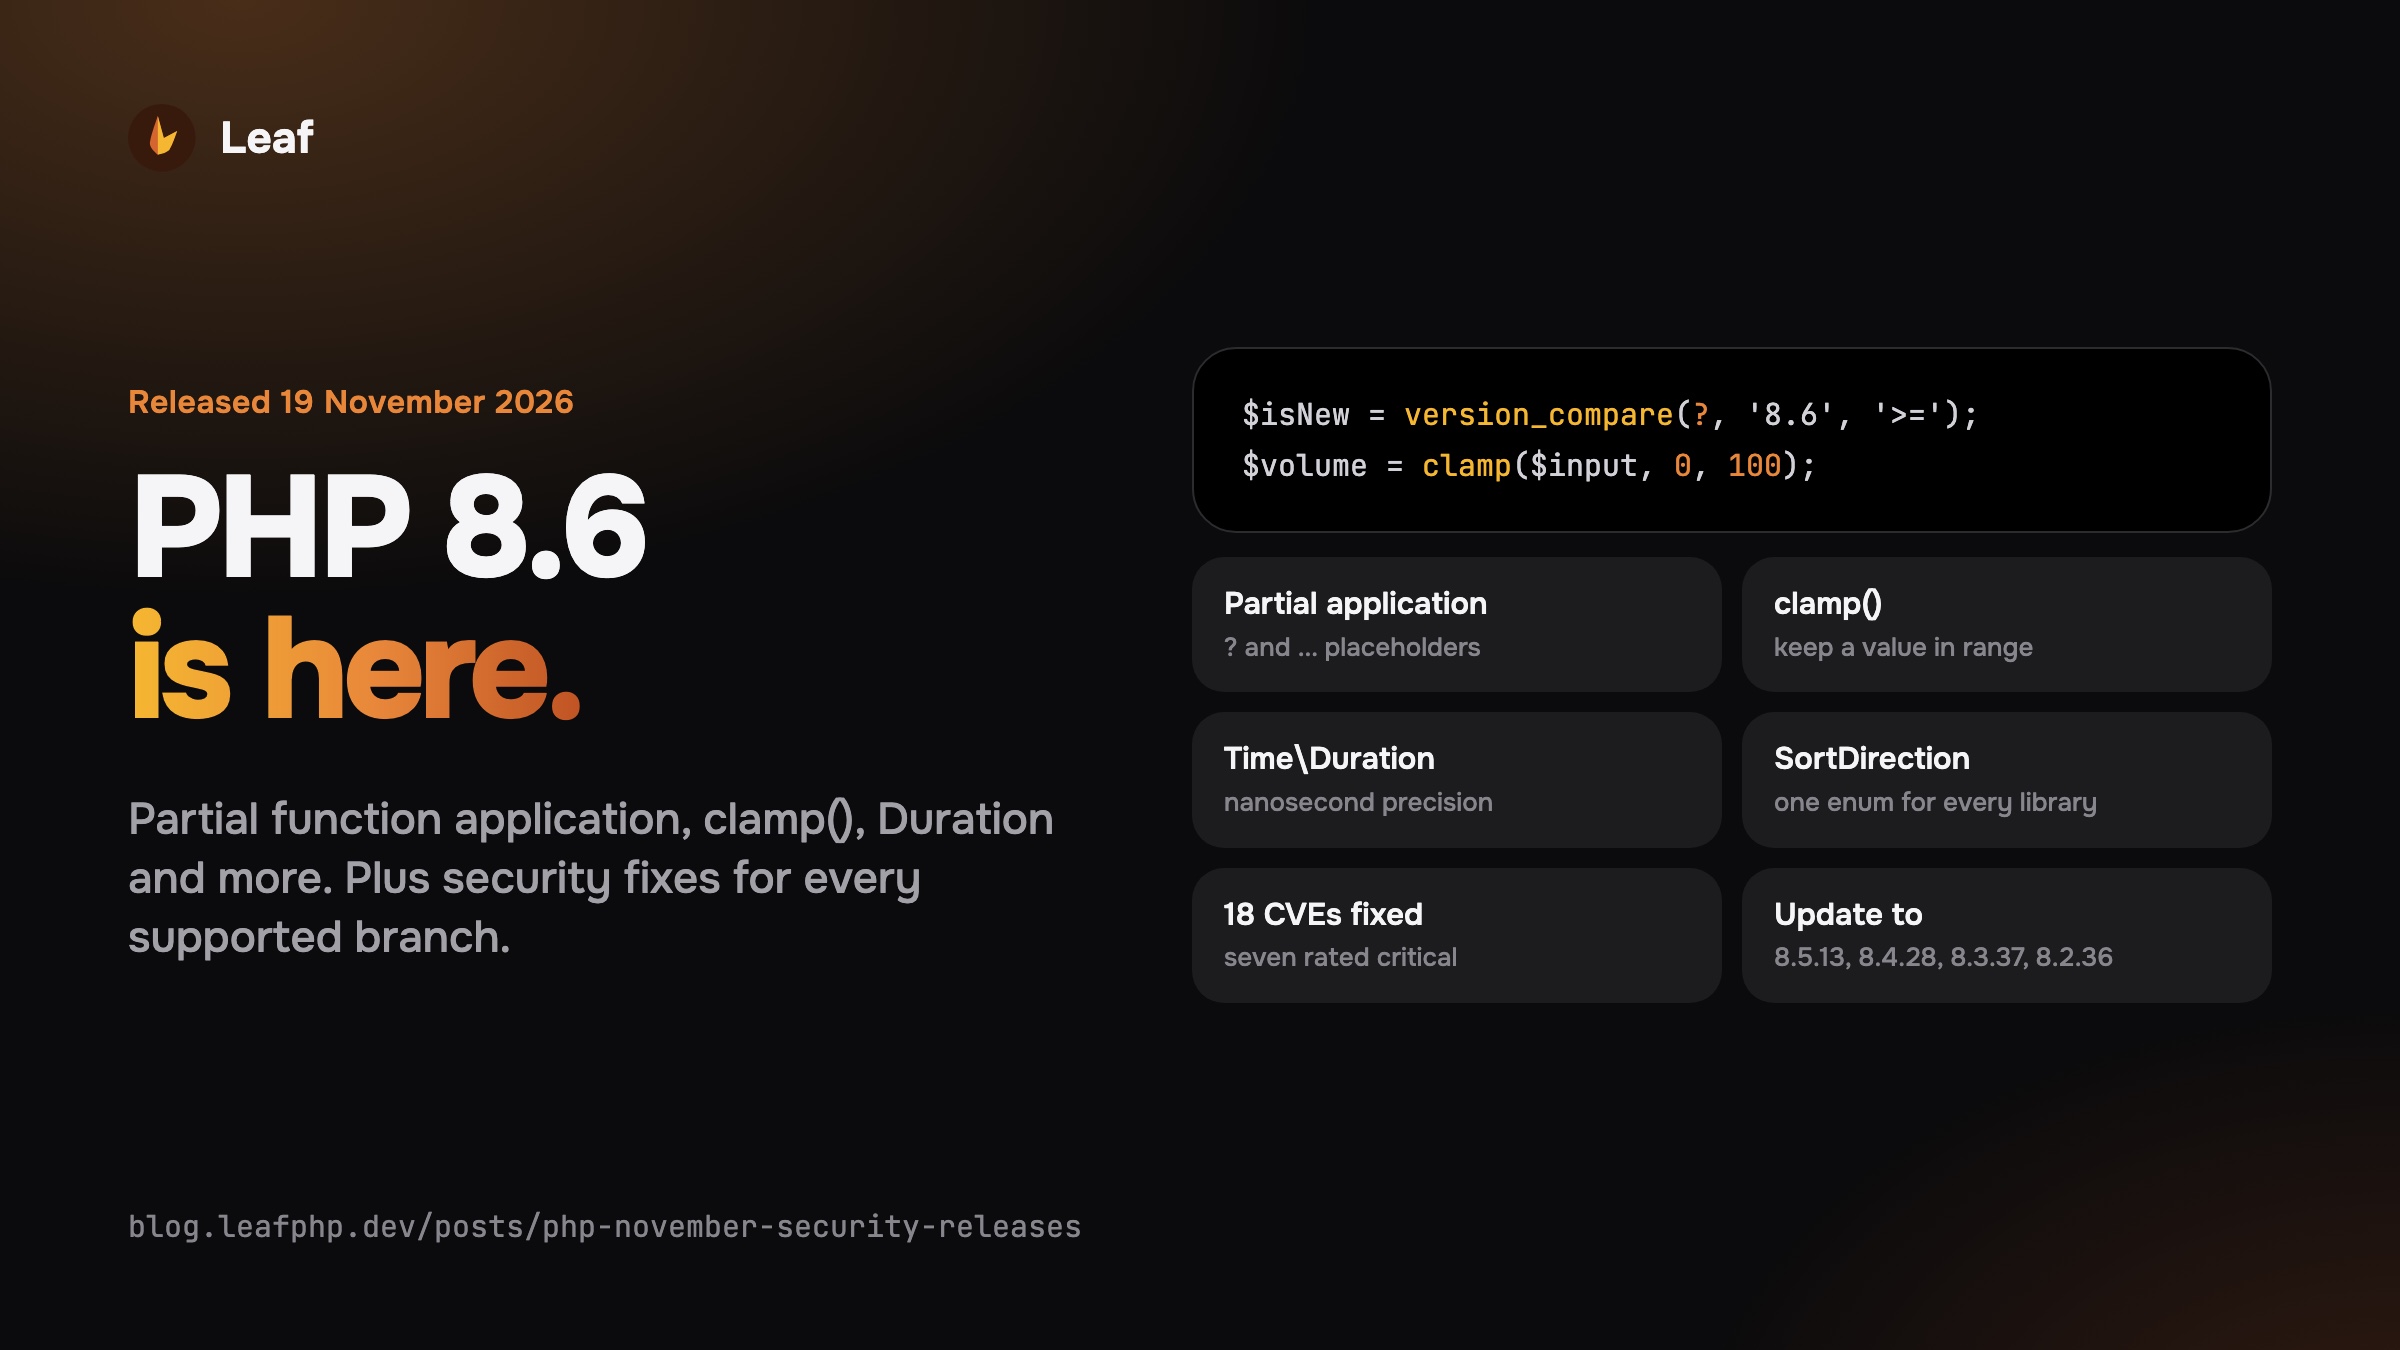 Leaf
Released 19 November 2026
PHP 8.6
is here.
Partial function application, clamp(), Duration
and more. Plus security fixes for every
supported branch.
$isNew = version_compare(?, '8.6', '>=');
$volume = clamp($input, 0, 100);
Partial application
? and ... placeholders
clamp()
keep a value in range
Time\Duration
nanosecond precision
SortDirection
one enum for every library
18 CVEs fixed
seven rated critical
Update to
8.5.13, 8.4.28, 8.3.37, 8.2.36
blog.leafphp.dev/posts/php-november-security-releases